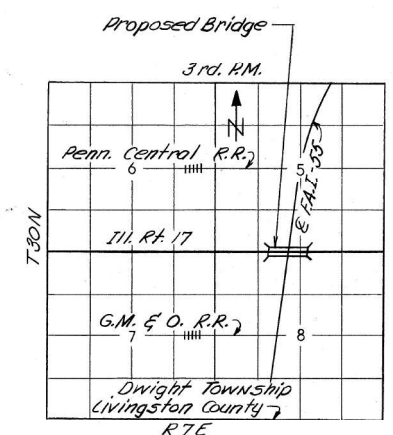 Proposed Bridge
3rd. P.M.
N
Penn. Central R.R.
6
5
℄ F.A.I.-55
T30N
Ill. Rt. 17
G.M. & O. R.R.
7
8
Dwight Township
Livingston County
R7E